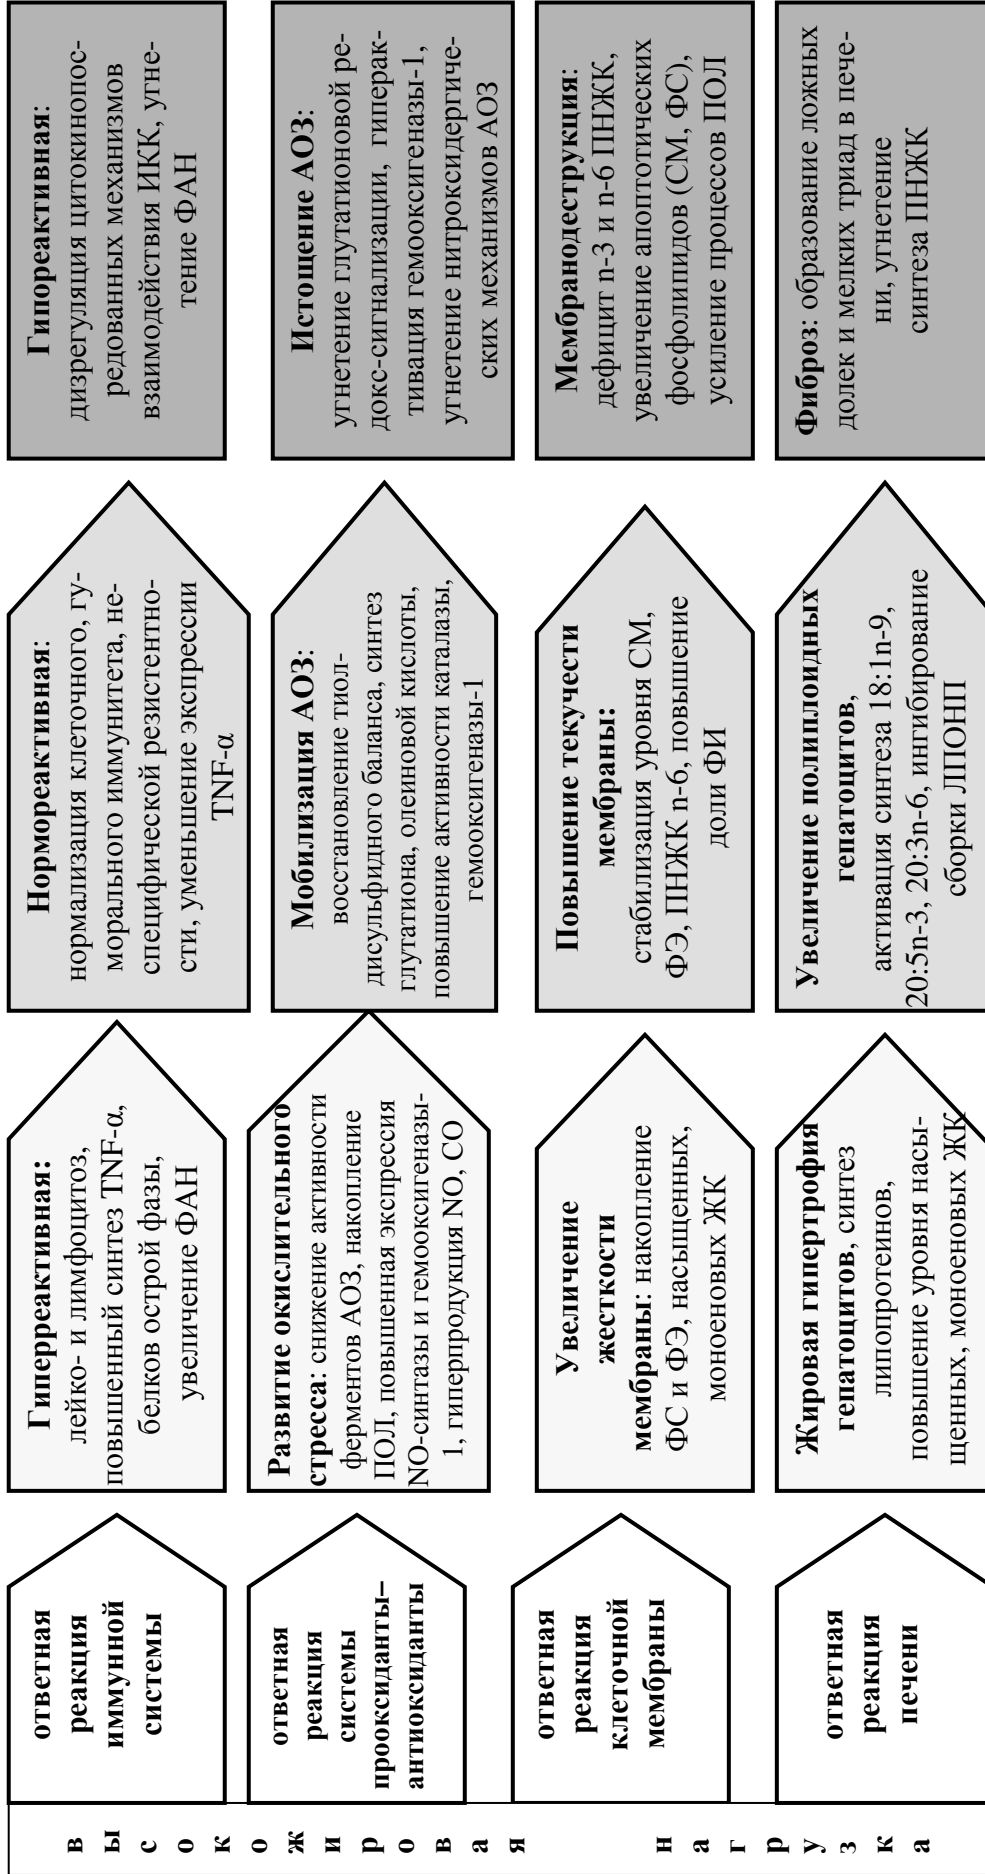 высокожировая нагрузка
ответная
реакция
иммунной
системы
Гиперреактивная:
лейко- и лимфоцитоз,
повышенный синтез TNF-α,
белков острой фазы,
увеличение ФАН
Нормореактивная:
нормализация клеточного, гу-
морального иммунитета, не-
специфической резистентно-
сти, уменьшение экспрессии
TNF-α
Гипореактивная:
дизрегуляция цитокинопос-
редованных механизмов
взаимодействия ИКК, угне-
тение ФАН
ответная
реакция
системы
прооксиданты–
антиоксиданты
Развитие окислительного
стресса: снижение активности
ферментов АОЗ, накопление
ПОЛ, повышенная экспрессия
NO-синтазы и гемооксигеназы-
1, гиперпродукция NO, CO
Мобилизация АОЗ:
восстановление тиол-
дисульфидного баланса, синтез
глутатиона, олеиновой кислоты,
повышение активности каталазы,
гемооксигеназы-1
Истощение АОЗ:
угнетение глутатионовой ре-
докс-сигнализации, гиперак-
тивация гемооксигеназы-1,
угнетение нитроксидергиче-
ских механизмов АОЗ
ответная
реакция
клеточной
мембраны
Увеличение
жесткости
мембраны: накопление
ФС и ФЭ, насыщенных,
моноеновых ЖК
Повышение текучести
мембраны:
стабилизация уровня СМ,
ФЭ, ПНЖК n-6, повышение
доли ФИ
Мембранодеструкция:
дефицит n-3 и n-6 ПНЖК,
увеличение апоптотических
фосфолипидов (СМ, ФС),
усиление процессов ПОЛ
ответная
реакция
печени
Жировая гипертрофия
гепатоцитов, синтез
липопротеинов,
повышение уровня насы-
щенных, моноеновых ЖК
Увеличение полиплоидных
гепатоцитов,
активация синтеза 18:1n-9,
20:5n-3, 20:3n-6, ингибирование
сборки ЛПОНП
Фиброз: образование ложных
долек и мелких триад в пече-
ни, угнетение
синтеза ПНЖК